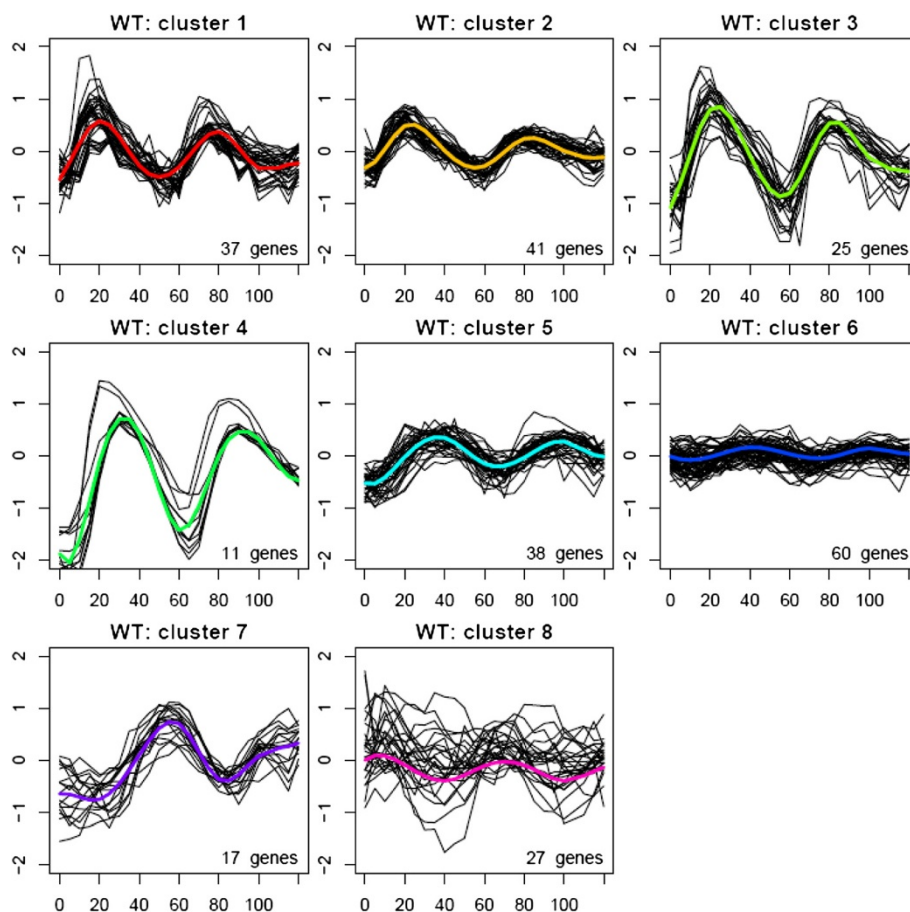 WT: cluster 1 WT: cluster 2 WT: cluster 3
2 2 2
1 1 1
0 0 0
-1 -1 -1
-2 -2 -2
37 genes 41 genes 25 genes
0 20 40 60 80 100 0 20 40 60 80 100 0 20 40 60 80 100
WT: cluster 4 WT: cluster 5 WT: cluster 6
2 2 2
1 1 1
0 0 0
-1 -1 -1
-2 -2 -2
11 genes 38 genes 60 genes
0 20 40 60 80 100 0 20 40 60 80 100 0 20 40 60 80 100
WT: cluster 7 WT: cluster 8
2 2
1 1
0 0
-1 -1
-2 -2
17 genes 27 genes
0 20 40 60 80 100 0 20 40 60 80 100